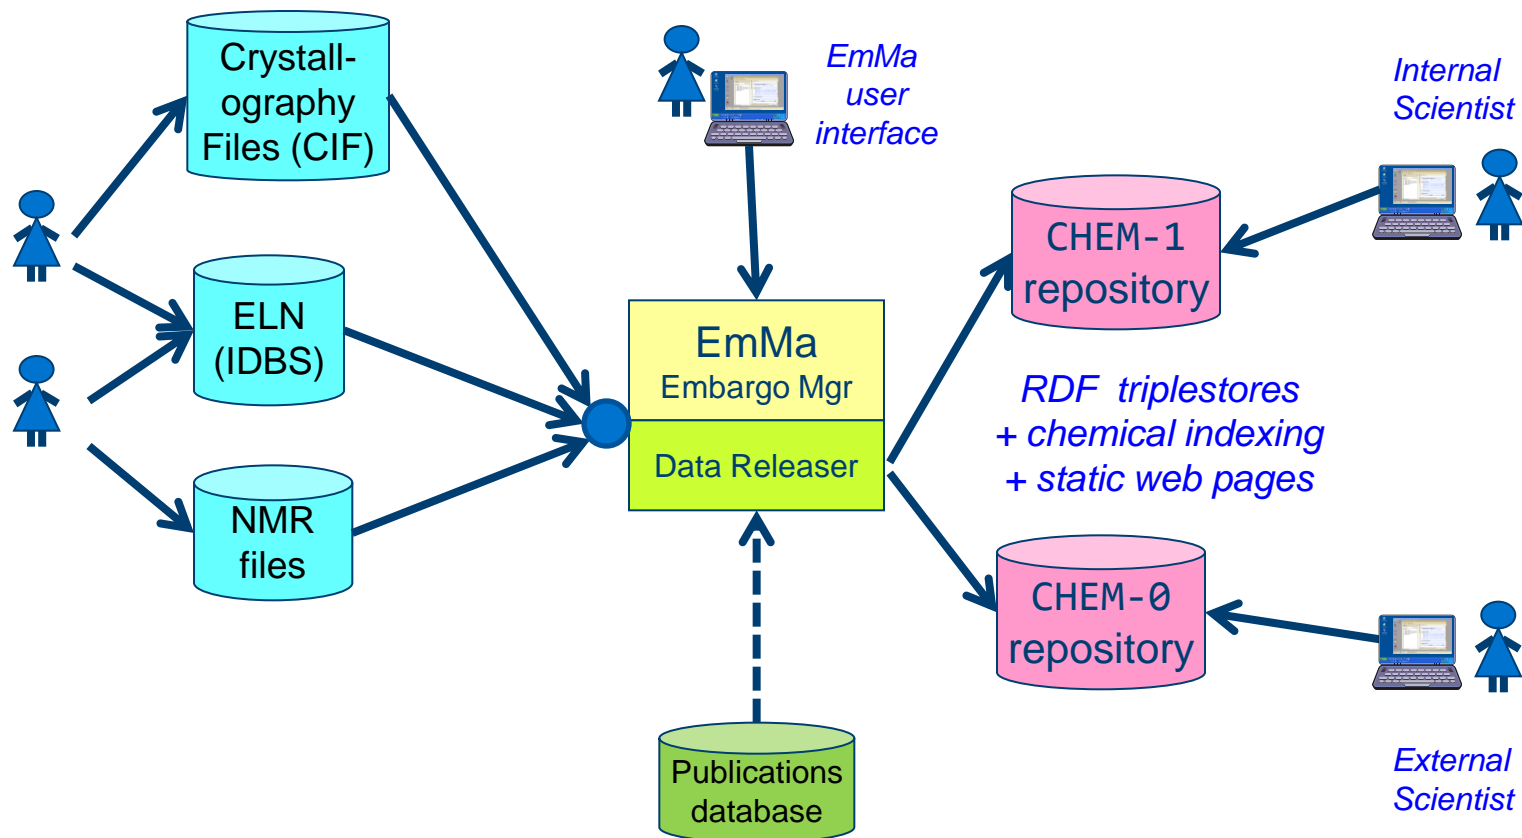 Crystall-
ography
Files (CIF)
ELN
(IDBS)
NMR
files
EmMa
user
interface
EmMa
Embargo Mgr
Data Releaser
Publications
database
CHEM-1
repository
RDF triplestores
+ chemical indexing
+ static web pages
CHEM-0
repository
Internal
Scientist
External
Scientist